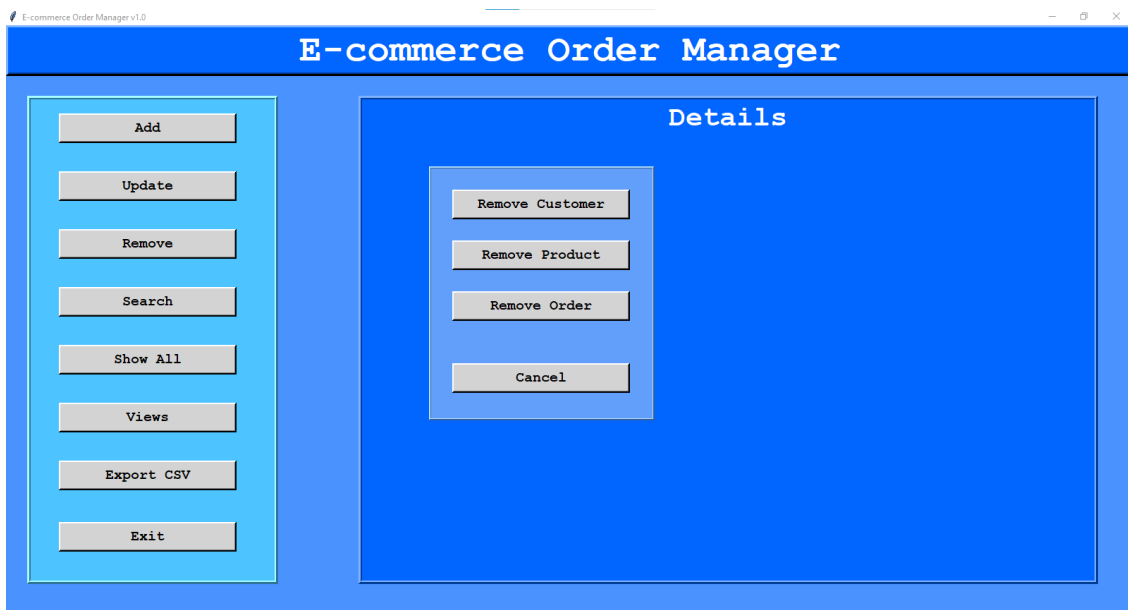 E-commerce Order Manager v1.0
E-commerce Order Manager
Add
Update
Remove
Search
Show All
Views
Export CSV
Exit
Details
Remove Customer
Remove Product
Remove Order
Cancel